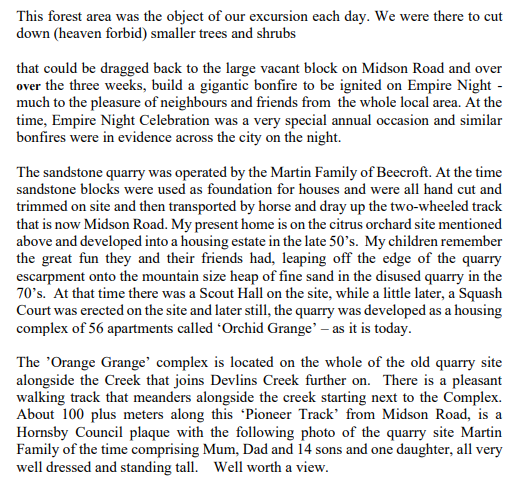 This forest area was the object of our excursion each day. We were there to cut
down (heaven forbid) smaller trees and shrubs
that could be dragged back to the large vacant block on Midson Road and over
over the three weeks, build a gigantic bonfire to be ignited on Empire Night -
much to the pleasure of neighbours and friends from the whole local area. At the
time, Empire Night Celebration was a very special annual occasion and similar
bonfires were in evidence across the city on the night.
The sandstone quarry was operated by the Martin Family of Beecroft. At the time
sandstone blocks were used as foundation for houses and were all hand cut and
trimmed on site and then transported by horse and dray up the two-wheeled track
that is now Midson Road. My present home is on the citrus orchard site mentioned
above and developed into a housing estate in the late 50’s. My children remember
the great fun they and their friends had, leaping off the edge of the quarry
escarpment onto the mountain size heap of fine sand in the disused quarry in the
70’s. At that time there was a Scout Hall on the site, while a little later, a Squash
Court was erected on the site and later still, the quarry was developed as a housing
complex of 56 apartments called ‘Orchid Grange’ – as it is today.
The ’Orange Grange’ complex is located on the whole of the old quarry site
alongside the Creek that joins Devlins Creek further on. There is a pleasant
walking track that meanders alongside the creek starting next to the Complex.
About 100 plus meters along this ‘Pioneer Track’ from Midson Road, is a
Hornsby Council plaque with the following photo of the quarry site Martin
Family of the time comprising Mum, Dad and 14 sons and one daughter, all very
well dressed and standing tall. Well worth a view.